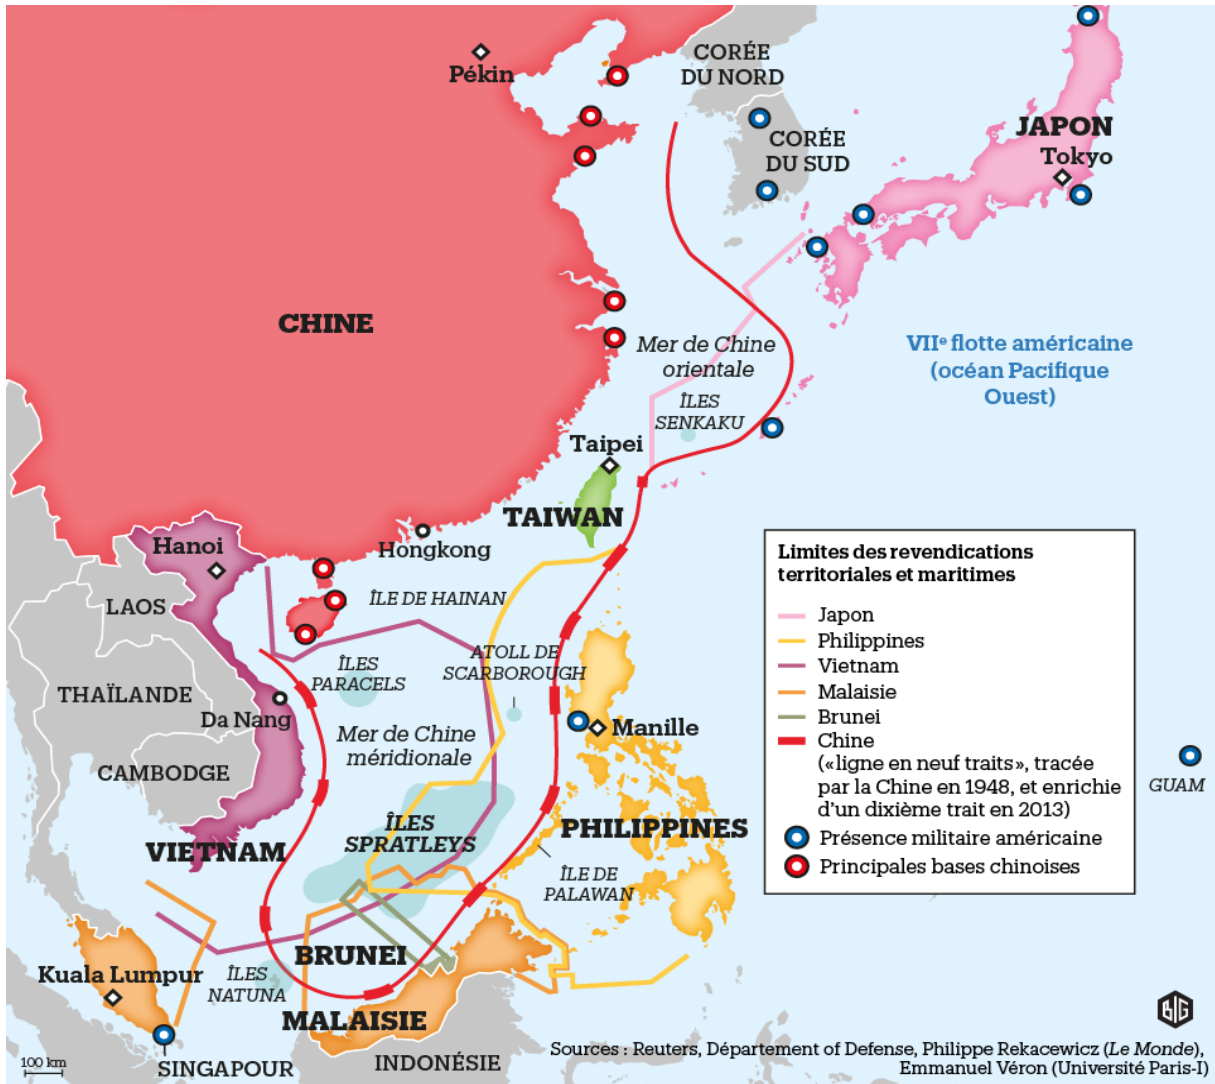 CORÉE
DU NORD
Pékin
CORÉE
DU SUD
JAPON
Tokyo
CHINE
Mer de Chine
orientale
VIIᵉ flotte américaine
(océan Pacifique
Ouest)
ÎLES
SENKAKU
Taipei
TAIWAN
Hanoi
Hongkong
LAOS
ÎLE DE HAINAN
ÎLES
PARACELS
ATOLL DE
SCARBOROUGH
THAÏLANDE
Da Nang
Mer de Chine
méridionale
Manille
CAMBODGE
GUAM
ÎLES
SPRATLEYS
PHILIPPINES
VIETNAM
ÎLE DE
PALAWAN
BRUNEI
Kuala Lumpur
ÎLES
NATUNA
MALAISIE
INDONÉSIE
SINGAPOUR
100 km
Limites des revendications
territoriales et maritimes
Japon
Philippines
Vietnam
Malaisie
Brunei
Chine
(«ligne en neuf traits», tracée
par la Chine en 1948, et enrichie
d'un dixième trait en 2013)
Présence militaire américaine
Principales bases chinoises
BIG
Sources : Reuters, Département of Defense, Philippe Rekacewicz (Le Monde),
Emmanuel Véron (Université Paris-I)